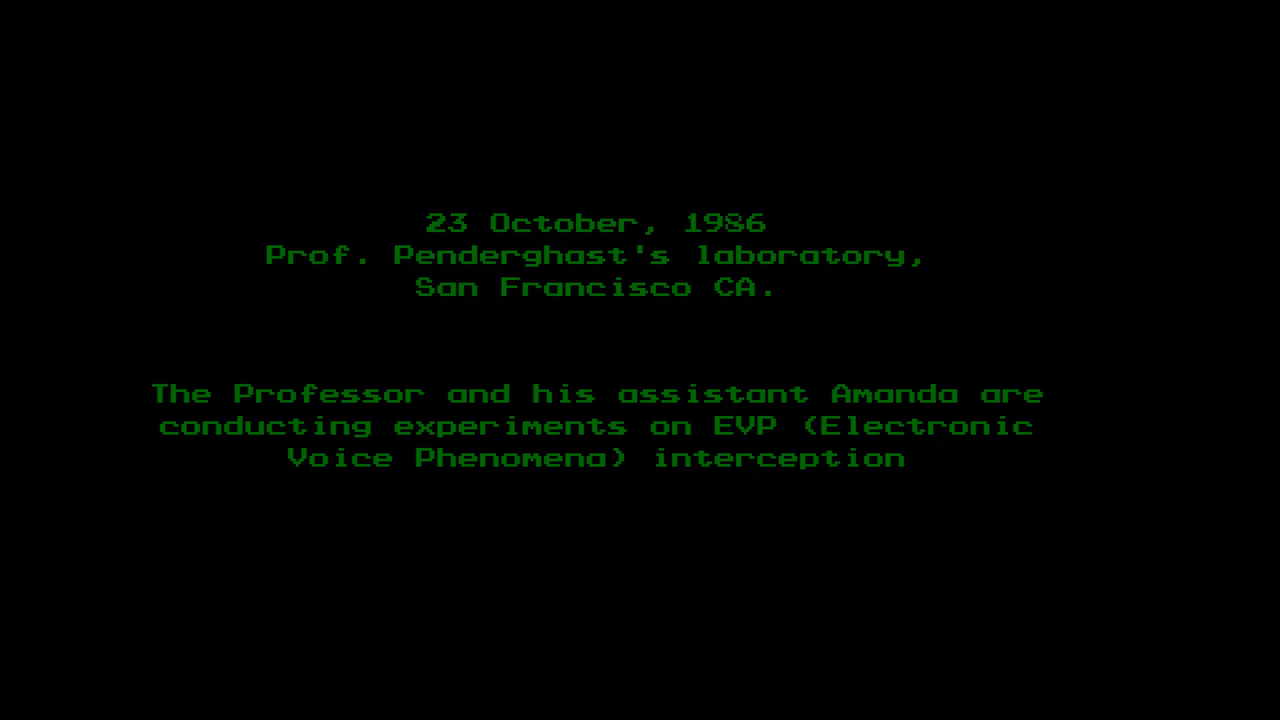 23 October, 1986
Prof. Penderghast's laboratory,
San Francisco CA.
The Professor and his assistant Amanda are
conducting experiments on EVP (Electronic
Voice Phenomena) interception